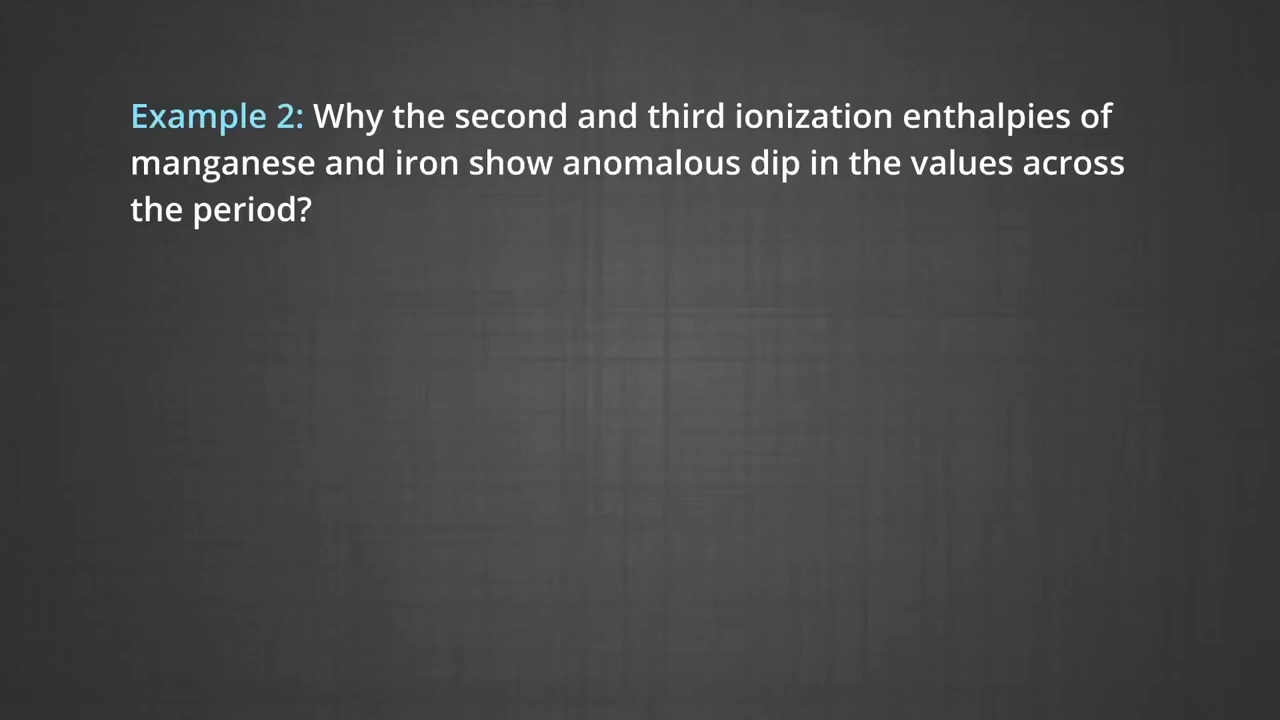 Example 2: Why the second and third ionization enthalpies of
manganese and iron show anomalous dip in the values across
the period?